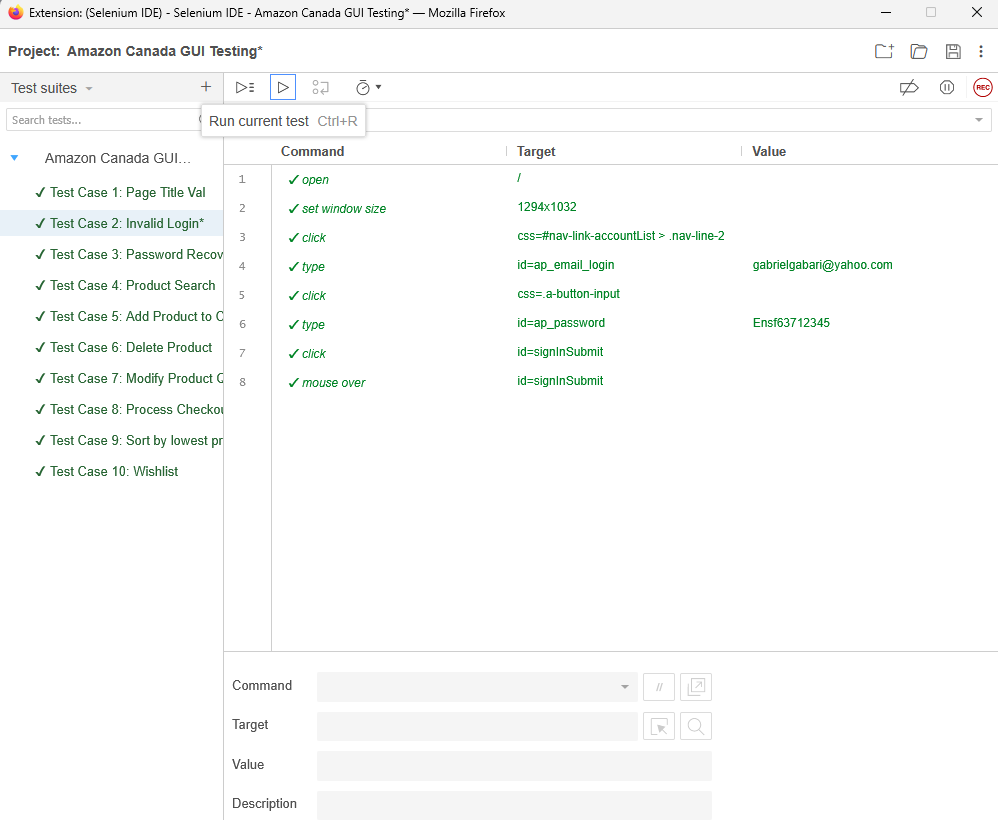 Extension: (Selenium IDE) - Selenium IDE - Amazon Canada GUI Testing* — Mozilla Firefox
Project: Amazon Canada GUI Testing*
Test suites
REC
Search tests...
Run current test Ctrl+R
Command Target Value
Amazon Canada GUI...
Test Case 1: Page Title Val
Test Case 2: Invalid Login*
Test Case 3: Password Recov
Test Case 4: Product Search
Test Case 5: Add Product to C
Test Case 6: Delete Product
Test Case 7: Modify Product Q
Test Case 8: Process Checkou
Test Case 9: Sort by lowest pr
Test Case 10: Wishlist
1 ✓ open /
2 ✓ set window size 1294x1032
3 ✓ click css=#nav-link-accountList > .nav-line-2
4 ✓ type id=ap_email_login gabrielgabari@yahoo.com
5 ✓ click css=.a-button-input
6 ✓ type id=ap_password Ensf63712345
7 ✓ click id=signInSubmit
8 ✓ mouse over id=signInSubmit
Command //
Target
Value
Description